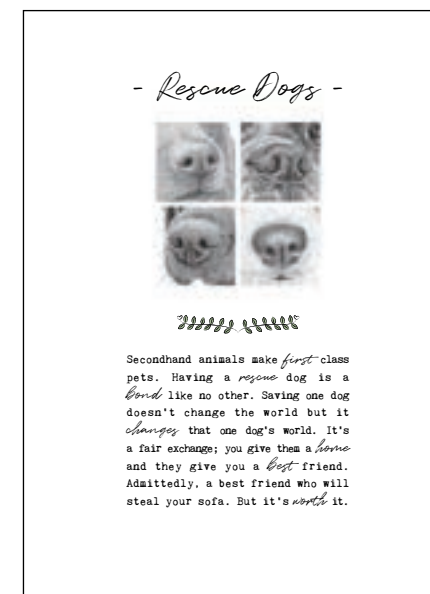 - Rescue Dogs -
Secondhand animals make first class
pets. Having a rescue dog is a
Bond like no other. Saving one dog
doesn't change the world but it
changes that one dog's world. It's
a fair exchange; you give them a home
and they give you a Best friend.
Admittedly, a best friend who will
steal your sofa. But it's worth it.